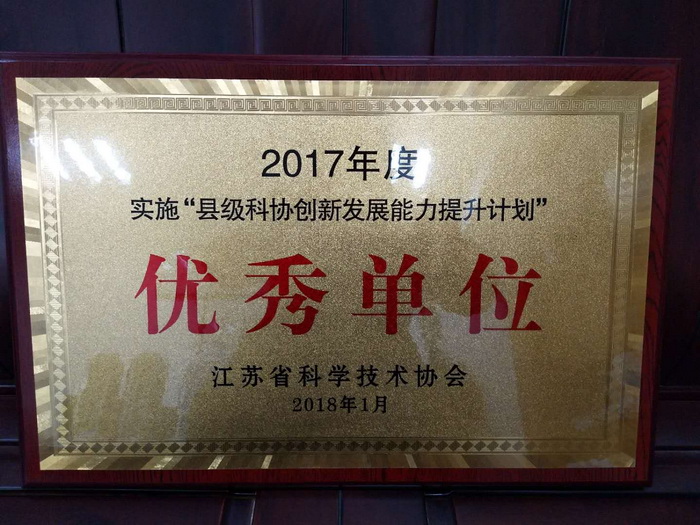 2017年度
实施“县级科协创新发展能力提升计划”
优秀单位
江苏省科学技术协会
2018年1月